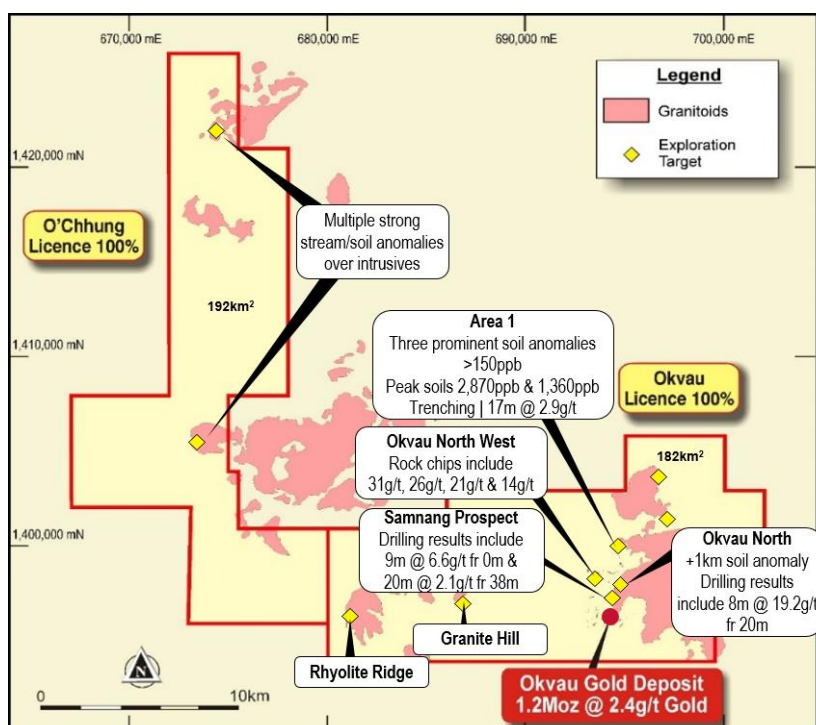 670,000 mE
680,000 mE
690,000 mE
700,000 mE
Legend
Granitoids
Exploration
Target
1,420,000 mN
Multiple strong
stream/soil anomalies
over intrusives
O'Chhung
Licence 100%
192km²
1,410,000 mN
Area 1
Three prominent soil anomalies
>150ppb
Peak soils 2,870ppb & 1,360ppb
Trenching | 17m @ 2.9g/t
Okvau
Licence 100%
182km²
Okvau North West
Rock chips include
31g/t, 26g/t, 21g/t & 14g/t
1,400,000 mN
Samnang Prospect
Drilling results include
9m @ 6.6g/t fr 0m &
20m @ 2.1g/t fr 38m
Okvau North
+1km soil anomaly
Drilling results
include 8m @ 19.2g/t
fr 20m
Granite Hill
Rhyolite Ridge
Okvau Gold Deposit
1.2Moz @ 2.4g/t Gold
N
0
10km